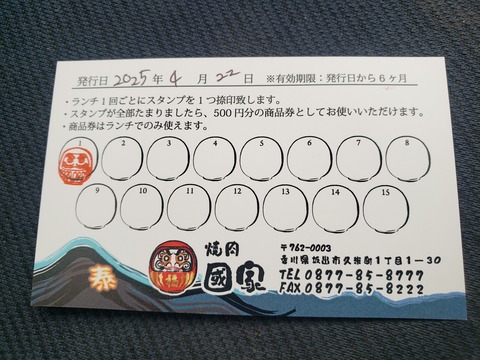 発行日 2025年 4 月 22 日 ※有効期限：発行日から6ヶ月
・ランチ1回ごとにスタンプを1つ捺印致します。
・スタンプが全部たまりましたら、500円分の商品券としてお使いいただけます。
・商品券はランチでのみ使えます。
1 2 3 4 5 6 7 8
9 10 11 12 13 14 15
焼肉
國家
泰
福
〒762-0003
香川県坂出市久米町1丁目1-30
TEL 0877-85-8777
FAX 0877-85-8222